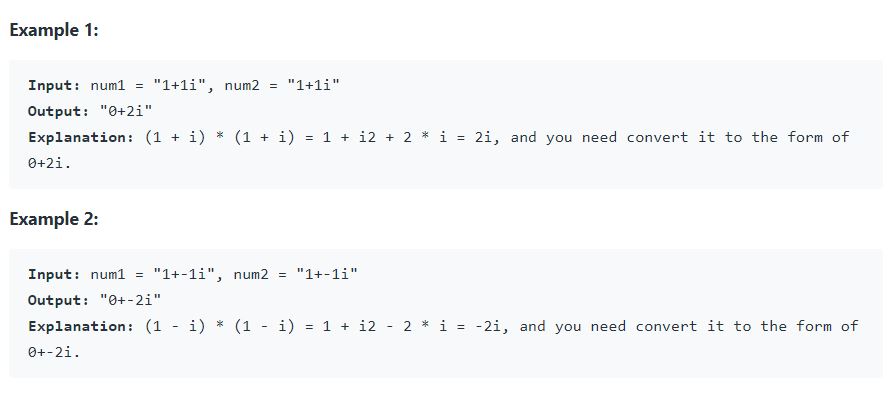 Example 1:
Input: num1 = "1+1i", num2 = "1+1i"
Output: "0+2i"
Explanation: (1 + i) * (1 + i) = 1 + i2 + 2 * i = 2i, and you need convert it to the form of
0+2i.
Example 2:
Input: num1 = "1+-1i", num2 = "1+-1i"
Output: "0+-2i"
Explanation: (1 - i) * (1 - i) = 1 + i2 - 2 * i = -2i, and you need convert it to the form of
0+-2i.